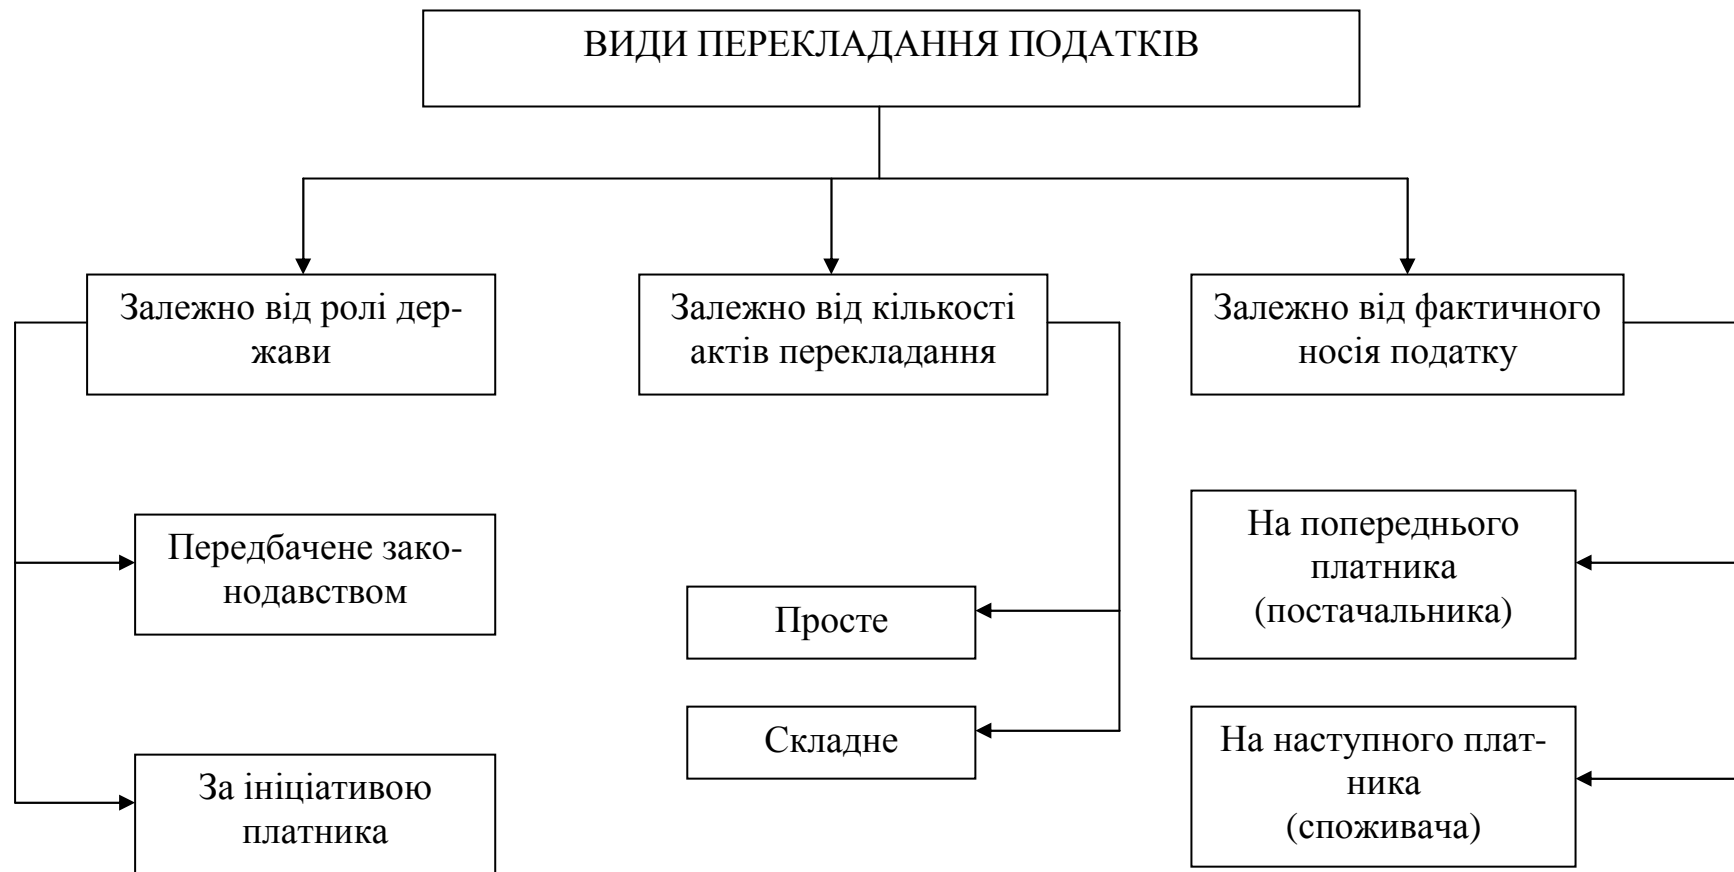 ВИДИ ПЕРЕКЛАДАННЯ ПОДАТКІВ
Залежно від ролі дер-
жави
Залежно від кількості
актів перекладання
Залежно від фактичного
носія податку
Передбачене зако-
нодавством
За ініціативою
платника
Просте
Складне
На попереднього
платника
(постачальника)
На наступного плат-
ника
(споживача)